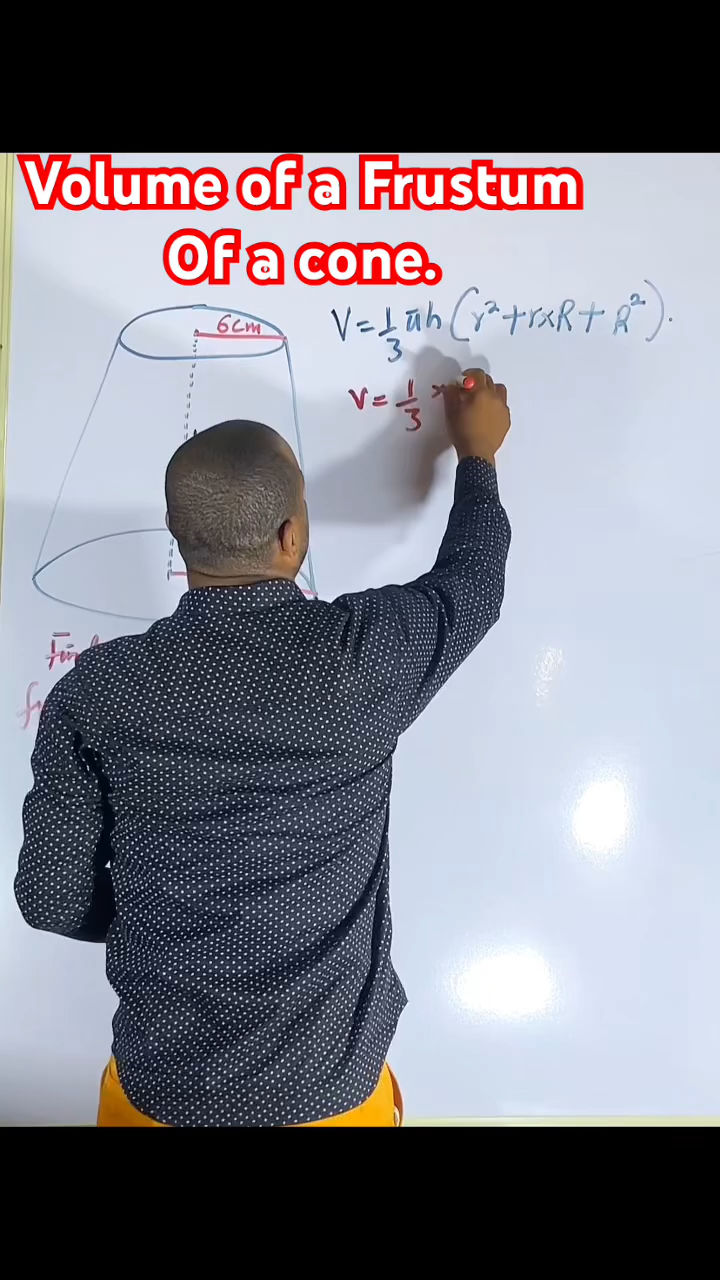 Volume of a Frustum
Of a cone.
6cm
V = 1/3 πh (r² + r x R + R²).
V = 1/3 x